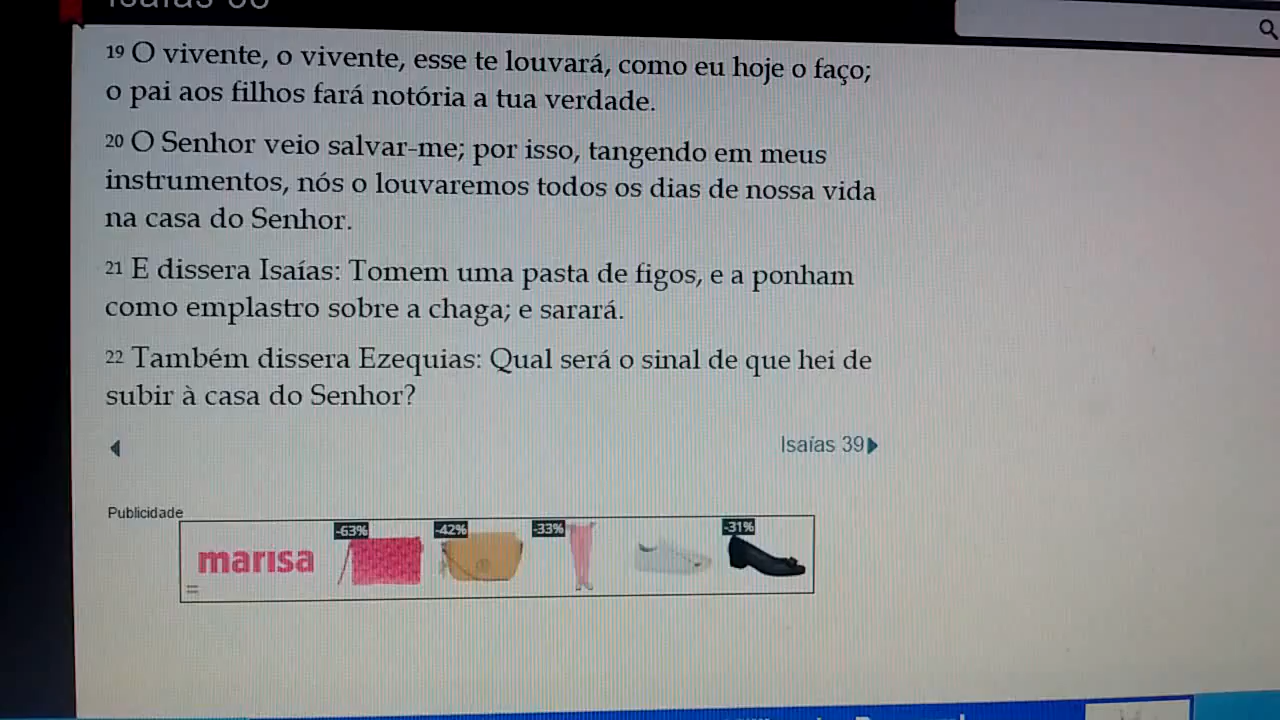 19 O vivente, o vivente, esse te louvará, como eu hoje o faço;
o pai aos filhos fará notória a tua verdade.
20 O Senhor veio salvar-me; por isso, tangendo em meus
instrumentos, nós o louvaremos todos os dias de nossa vida
na casa do Senhor.
21 E dissera Isaías: Tomem uma pasta de figos, e a ponham
como emplastro sobre a chaga; e sarará.
22 Também dissera Ezequias: Qual será o sinal de que hei de
subir à casa do Senhor?
Isaías 39
Publicidade
-63% -42% -33% -31%
marisa